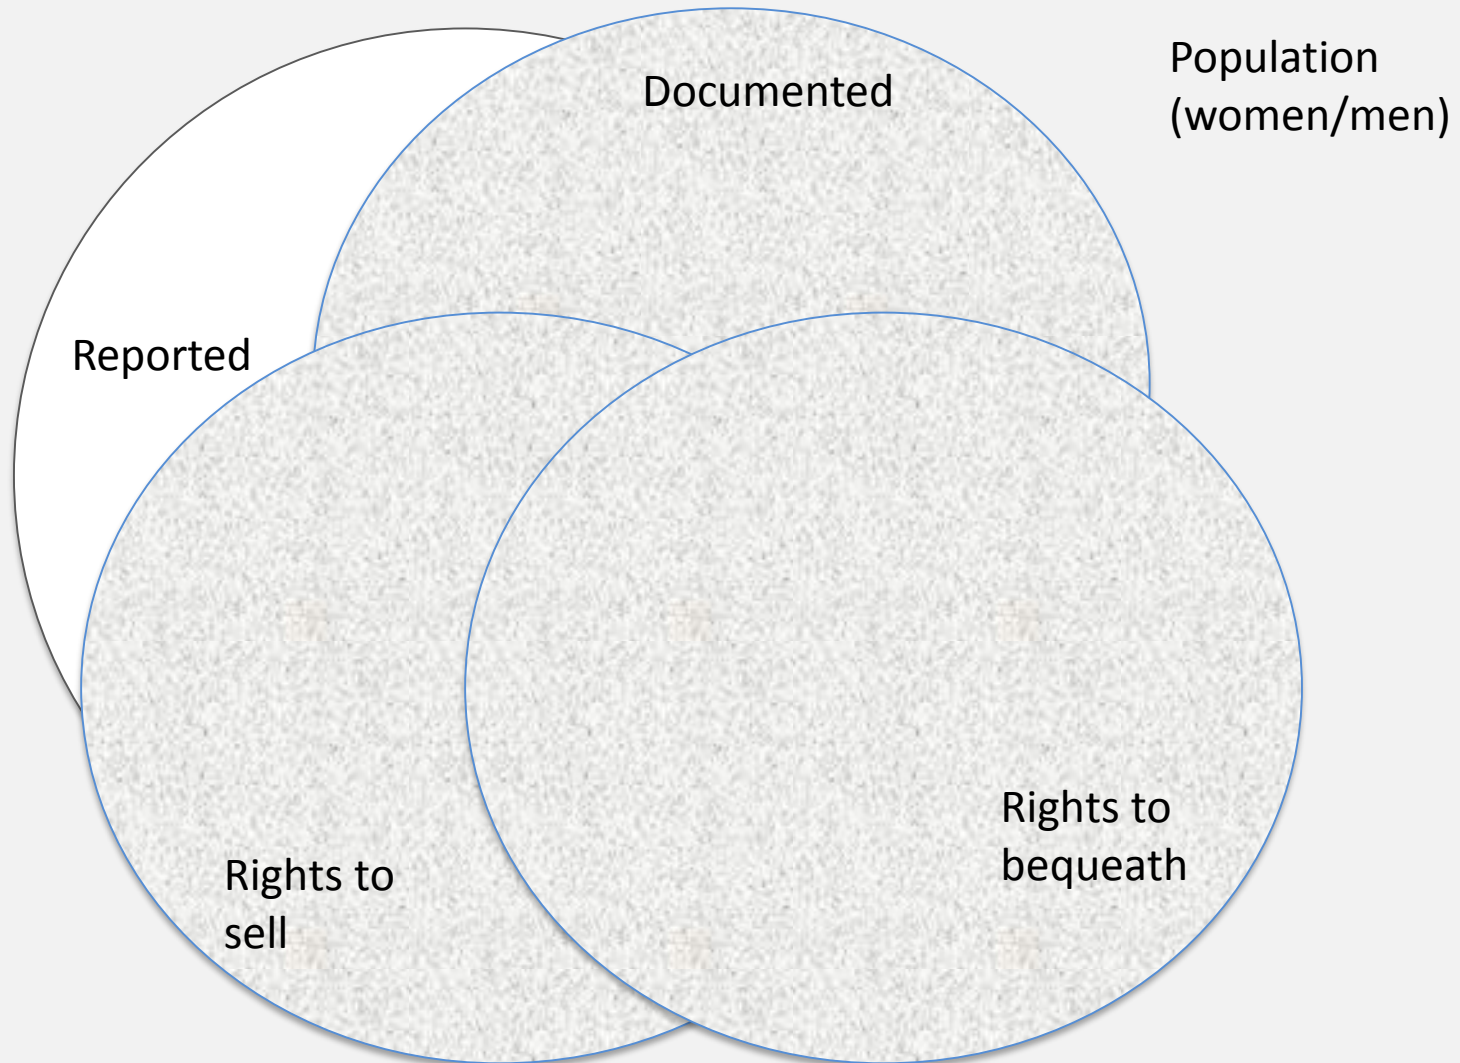 Documented
Population
(women/men)
Reported
Rights to
bequeath
Rights to
sell